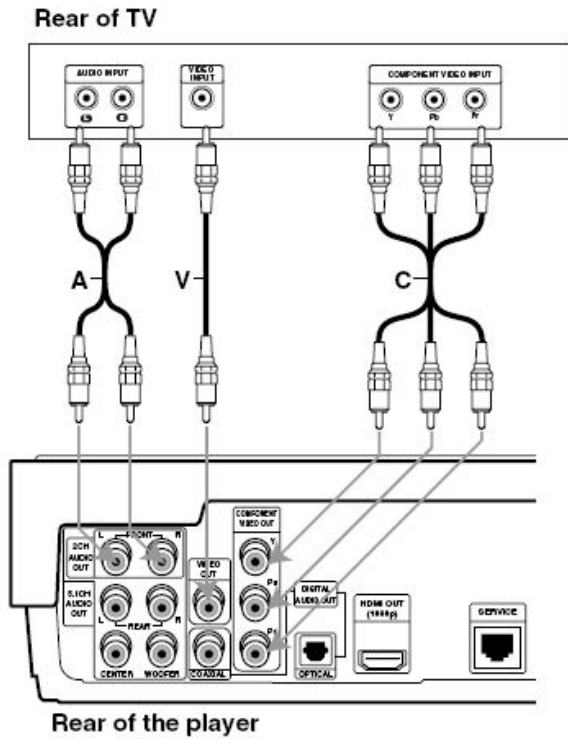 Rear of TV
AUDIO INPUT
VIDEO
INPUT
COMPONENT VIDEO INPUT
Y Pb Pr
A V C
L FRONT R
2CH
AUDIO
OUT
5.1CH
AUDIO
OUT
L REAR R
CENTER WOOFER
VIDEO
OUT
COAXIAL
COMPONENT
VIDEO OUT
Y
PB
PR
DIGITAL
AUDIO OUT
OPTICAL
HDMI OUT
SERVICE
Rear of the player